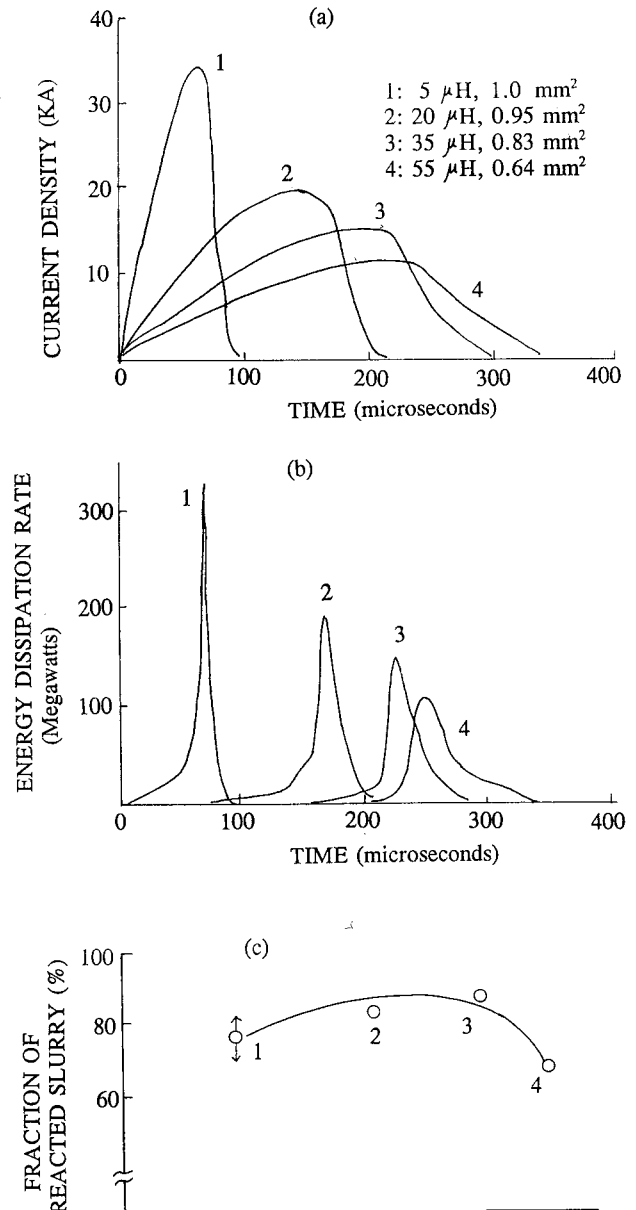 (a)
CURRENT DENSITY (KA)
40
30
20
10
0
100
200
300
400
TIME (microseconds)
1
2
3
4
1: 5 μH, 1.0 mm²
2: 20 μH, 0.95 mm²
3: 35 μH, 0.83 mm²
4: 55 μH, 0.64 mm²
(b)
ENERGY DISSIPATION RATE
(Megawatts)
300
200
100
0
100
200
300
400
TIME (microseconds)
1
2
3
4
(c)
FRACTION OF
REACTED SLURRY (%)
100
80
60
1
2
3
4